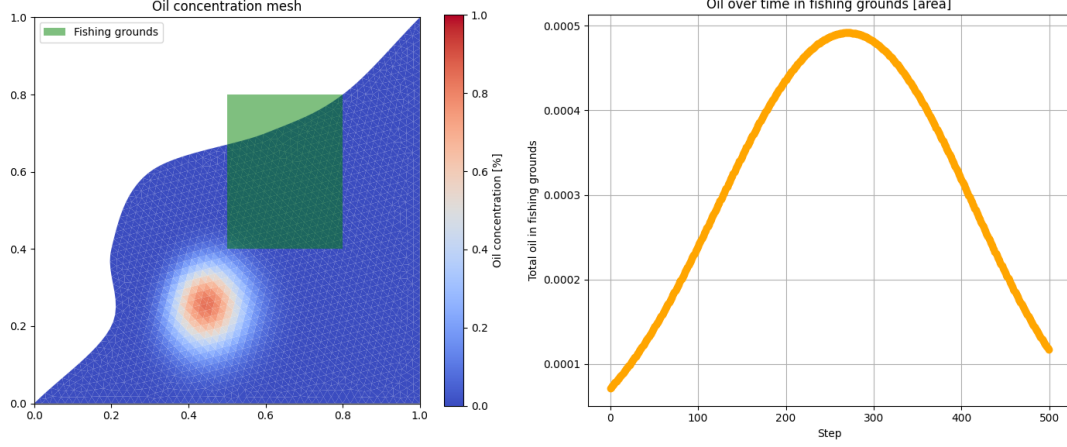 Oil concentration mesh
Fishing grounds
1.0
0.8
0.6
0.4
0.2
0.0
0.0 0.2 0.4 0.6 0.8 1.0
1.0
0.8
0.6
0.4
0.2
0.0
Oil concentration [%]
Oil over time in fishing grounds [area]
Total oil in fishing grounds
0.0005
0.0004
0.0003
0.0002
0.0001
0 100 200 300 400 500
Step